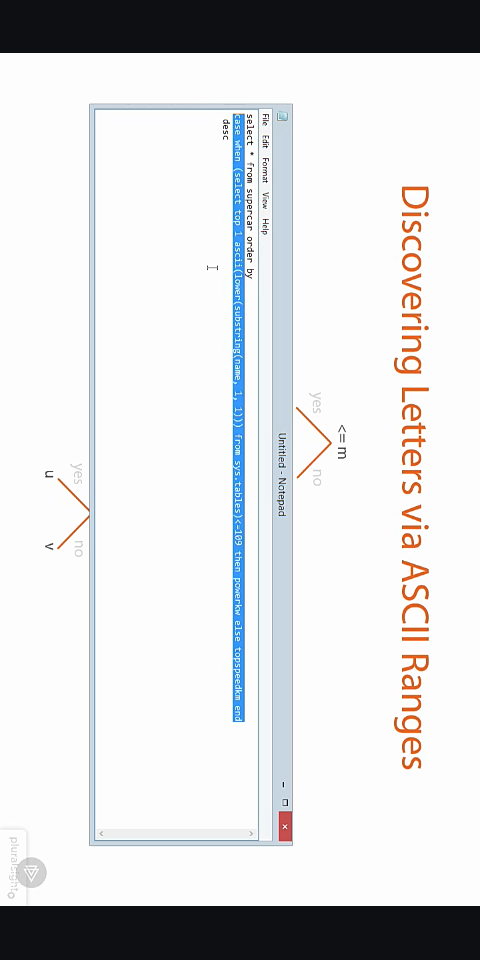 Discovering Letters via ASCII Ranges
<= m
yes no
Untitled - Notepad
File Edit Format View Help
select * from supercar order by
case when (select top 1 ascii(lower(substring(name, 1, 1))) from sys.tables)<=109 then powerkw else topspeedkm end
desc
yes no
u v
pluralsight